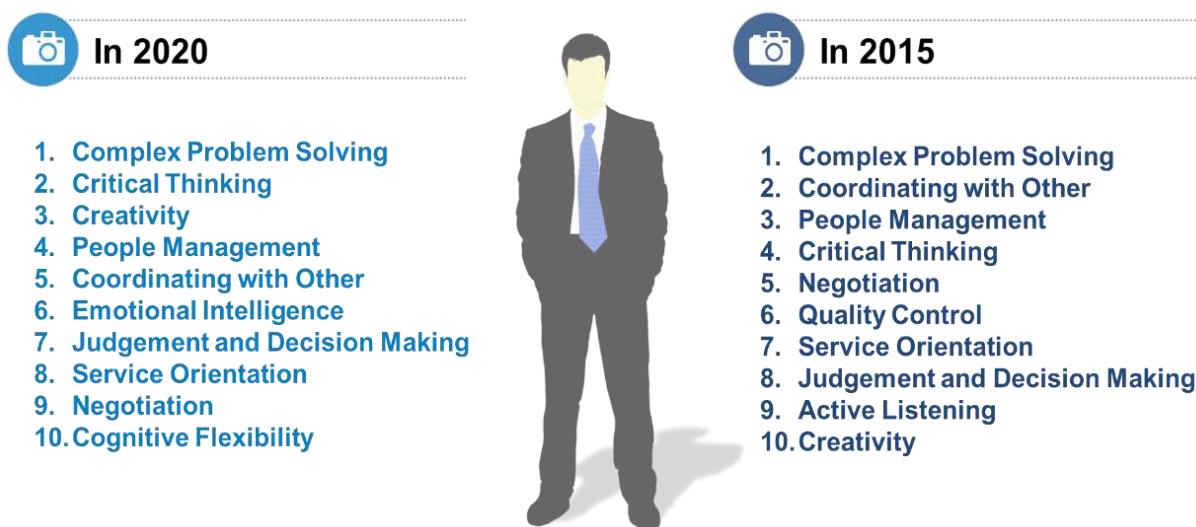 In 2020
1. Complex Problem Solving
2. Critical Thinking
3. Creativity
4. People Management
5. Coordinating with Other
6. Emotional Intelligence
7. Judgement and Decision Making
8. Service Orientation
9. Negotiation
10. Cognitive Flexibility
In 2015
1. Complex Problem Solving
2. Coordinating with Other
3. People Management
4. Critical Thinking
5. Negotiation
6. Quality Control
7. Service Orientation
8. Judgement and Decision Making
9. Active Listening
10. Creativity